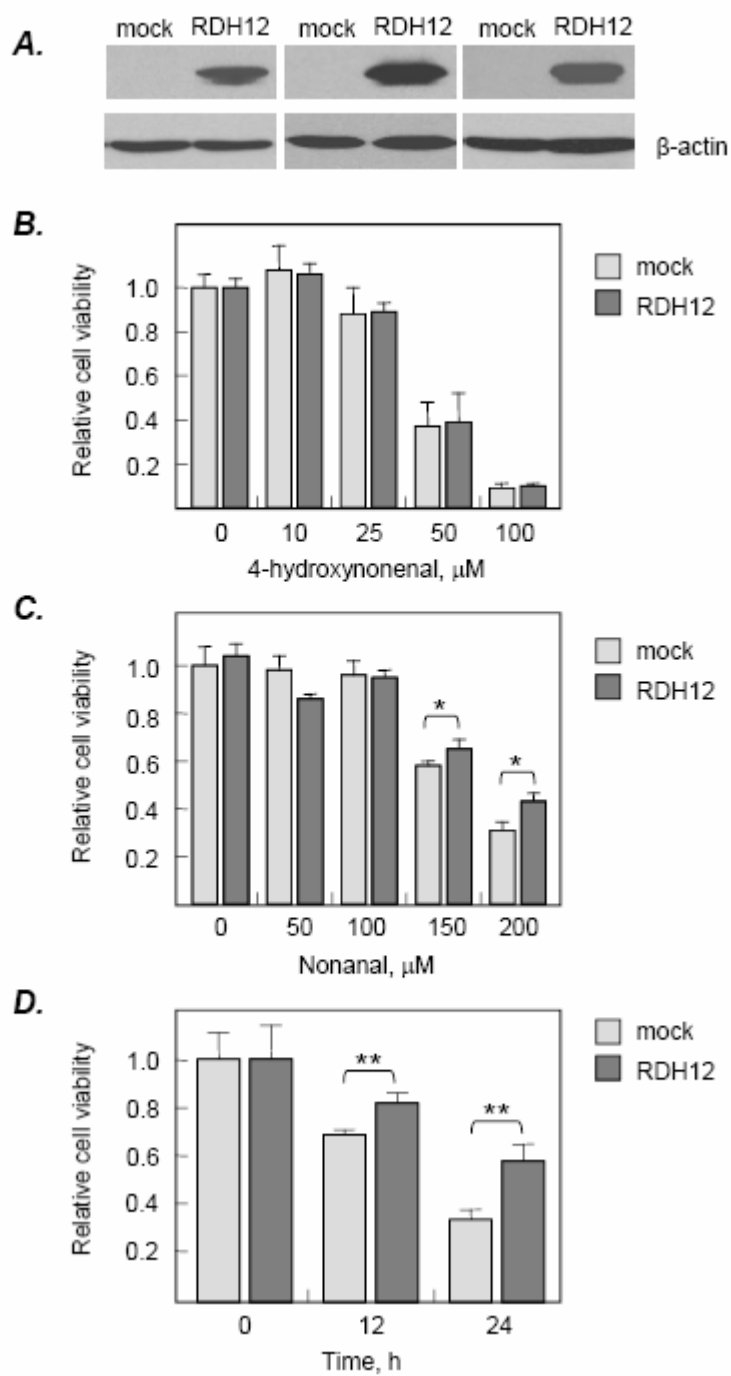 A.
mock RDH12 mock RDH12 mock RDH12
β-actin
B.
Relative cell viability
1.0
0.8
0.6
0.4
0.2
0 10 25 50 100
4-hydroxynonenal, μM
mock
RDH12
C.
Relative cell viability
1.0
0.8
0.6
0.4
0.2
* *
0 50 100 150 200
Nonanal, μM
mock
RDH12
D.
Relative cell viability
1.0
0.8
0.6
0.4
0.2
** **
0 12 24
Time, h
mock
RDH12